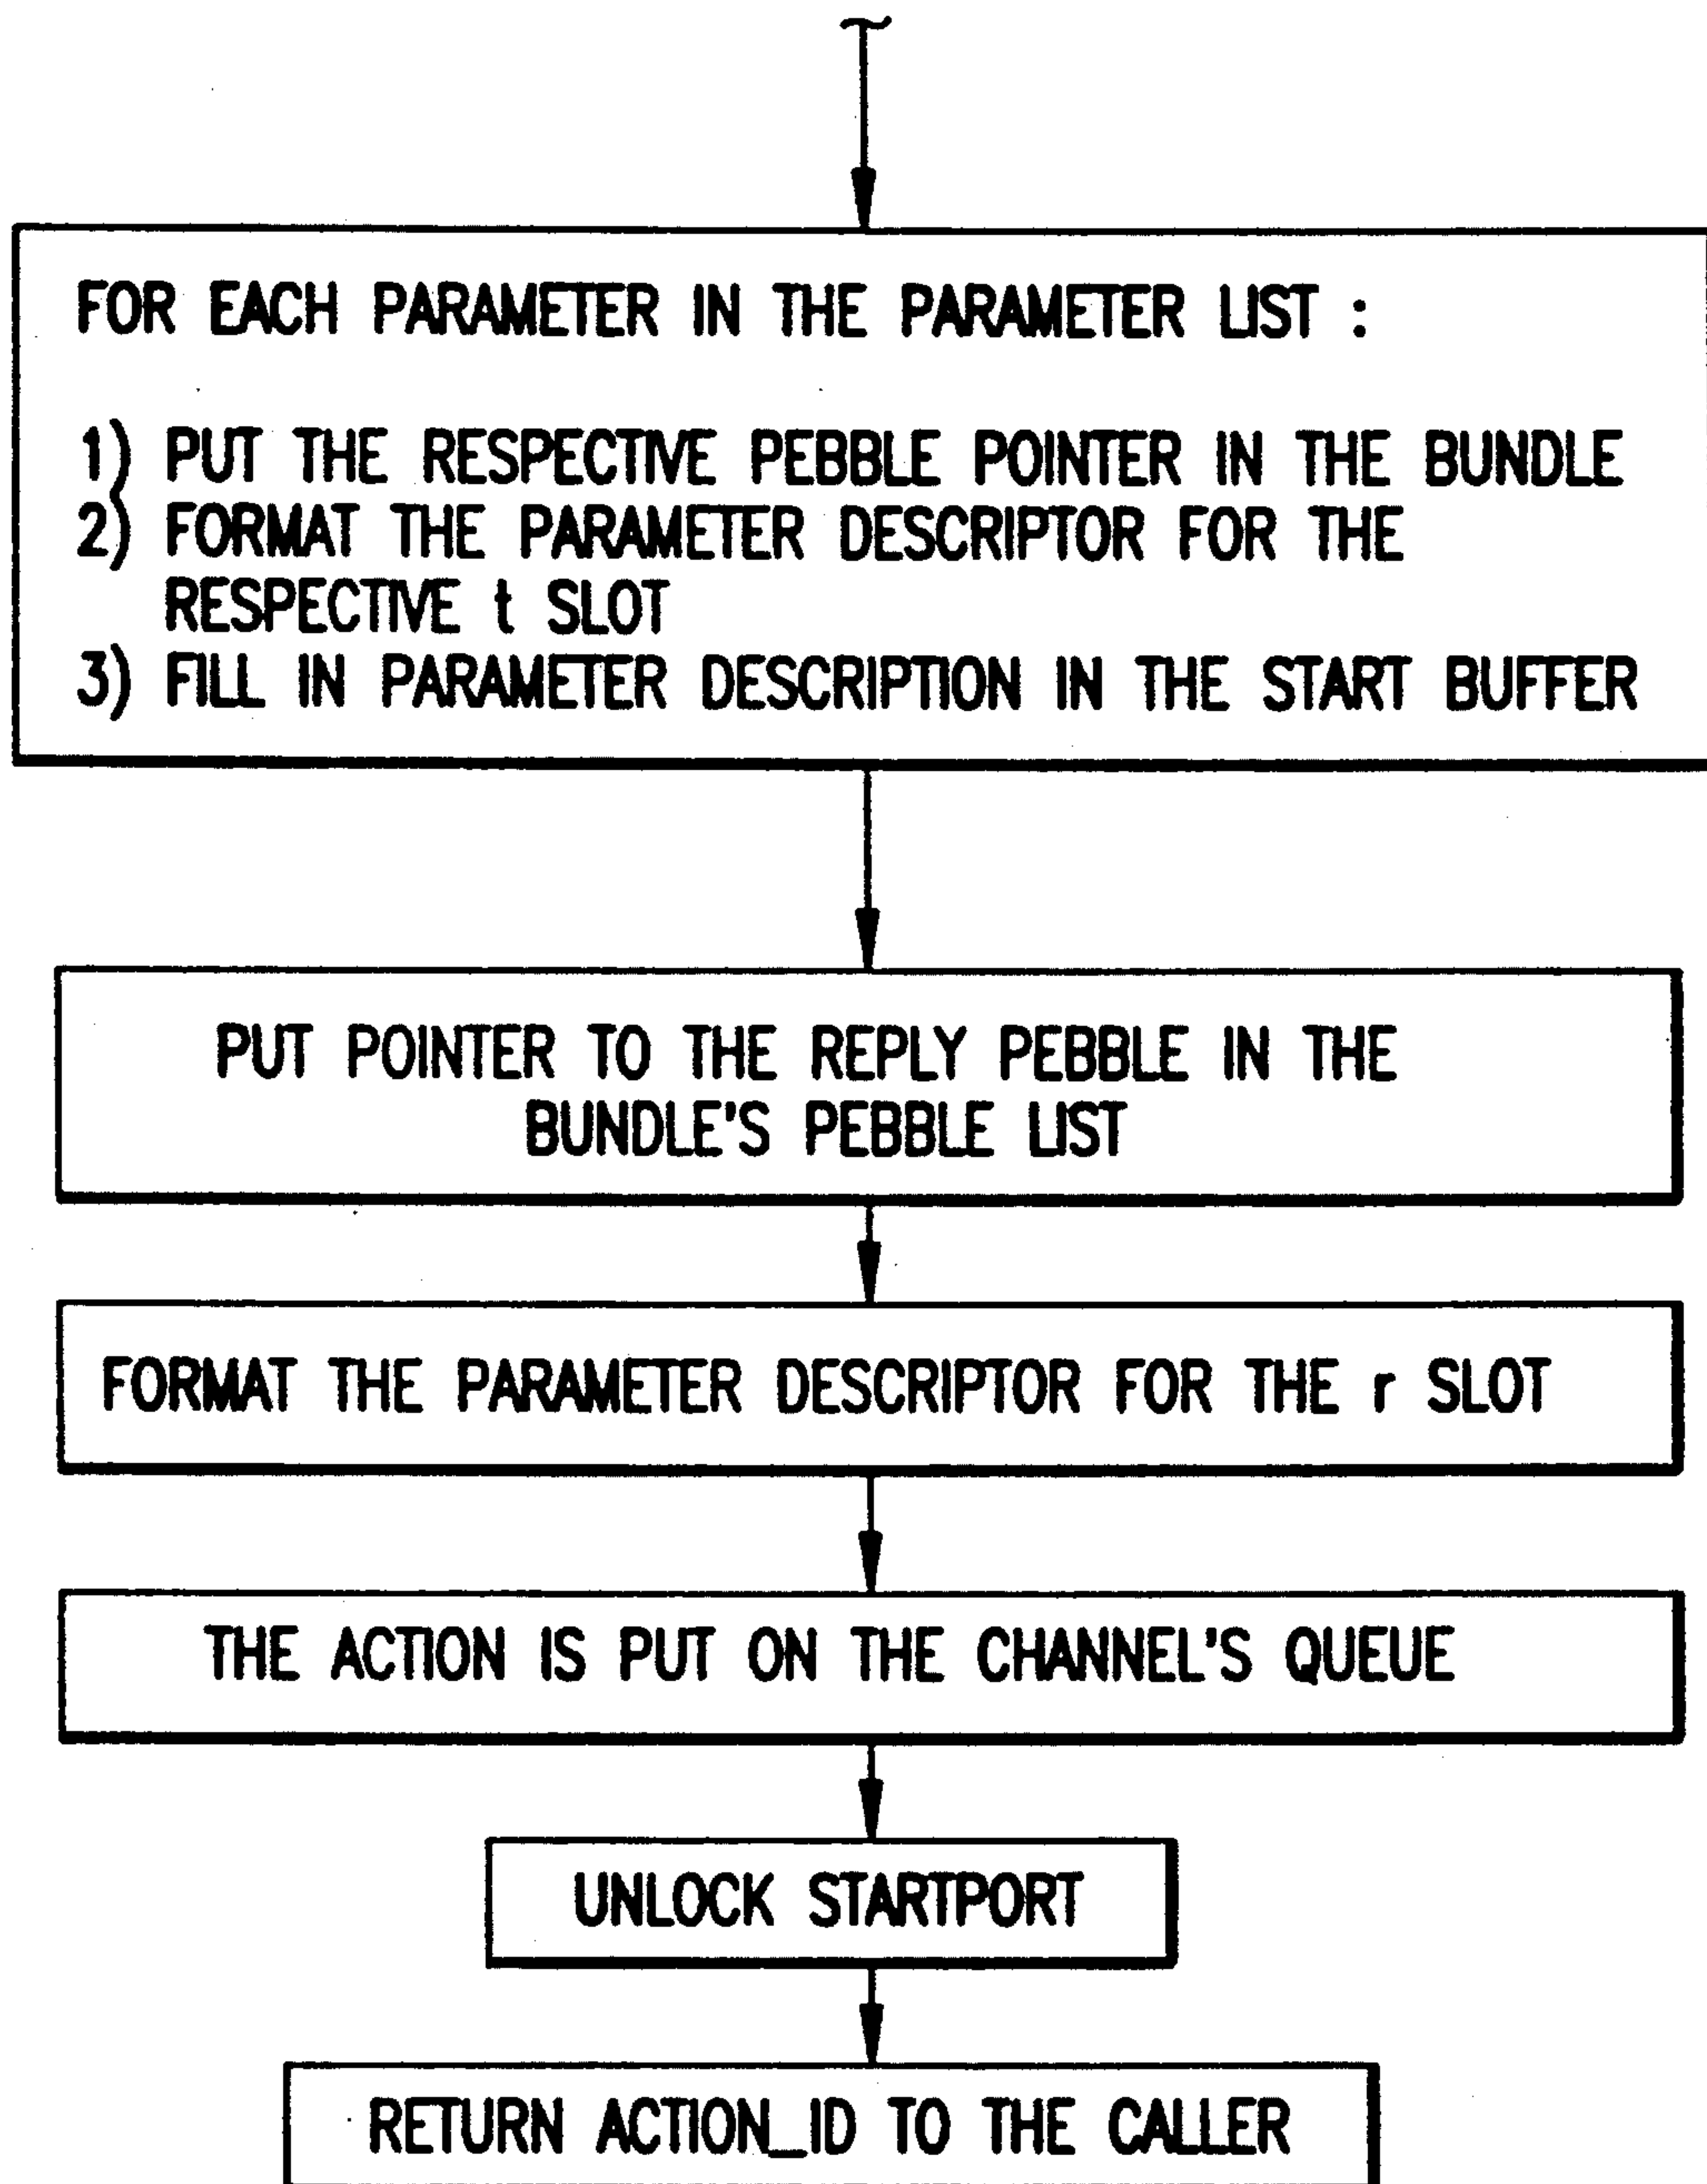 FOR EACH PARAMETER IN THE PARAMETER LIST :
1) PUT THE RESPECTIVE PEBBLE POINTER IN THE BUNDLE
2) FORMAT THE PARAMETER DESCRIPTOR FOR THE
RESPECTIVE t SLOT
3) FILL IN PARAMETER DESCRIPTION IN THE START BUFFER
PUT POINTER TO THE REPLY PEBBLE IN THE
BUNDLE'S PEBBLE LIST
FORMAT THE PARAMETER DESCRIPTOR FOR THE r SLOT
THE ACTION IS PUT ON THE CHANNEL'S QUEUE
UNLOCK STARTPORT
RETURN ACTION_ID TO THE CALLER